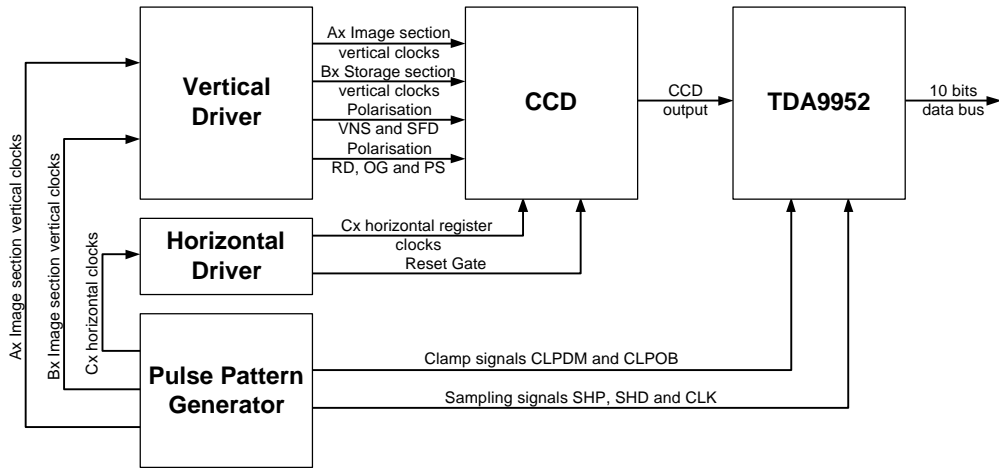 Ax Image section
vertical clocks
Bx Storage section
vertical clocks
Polarisation
VNS and SFD
Polarisation
RD, OG and PS
Vertical
Driver
CCD
CCD
output
TDA9952
10 bits
data bus
Horizontal
Driver
Cx horizontal register
clocks
Reset Gate
Ax Image section vertical clocks
Bx Image section vertical clocks
Cx horizontal clocks
Pulse Pattern
Generator
Clamp signals CLPDM and CLPOB
Sampling signals SHP, SHD and CLK